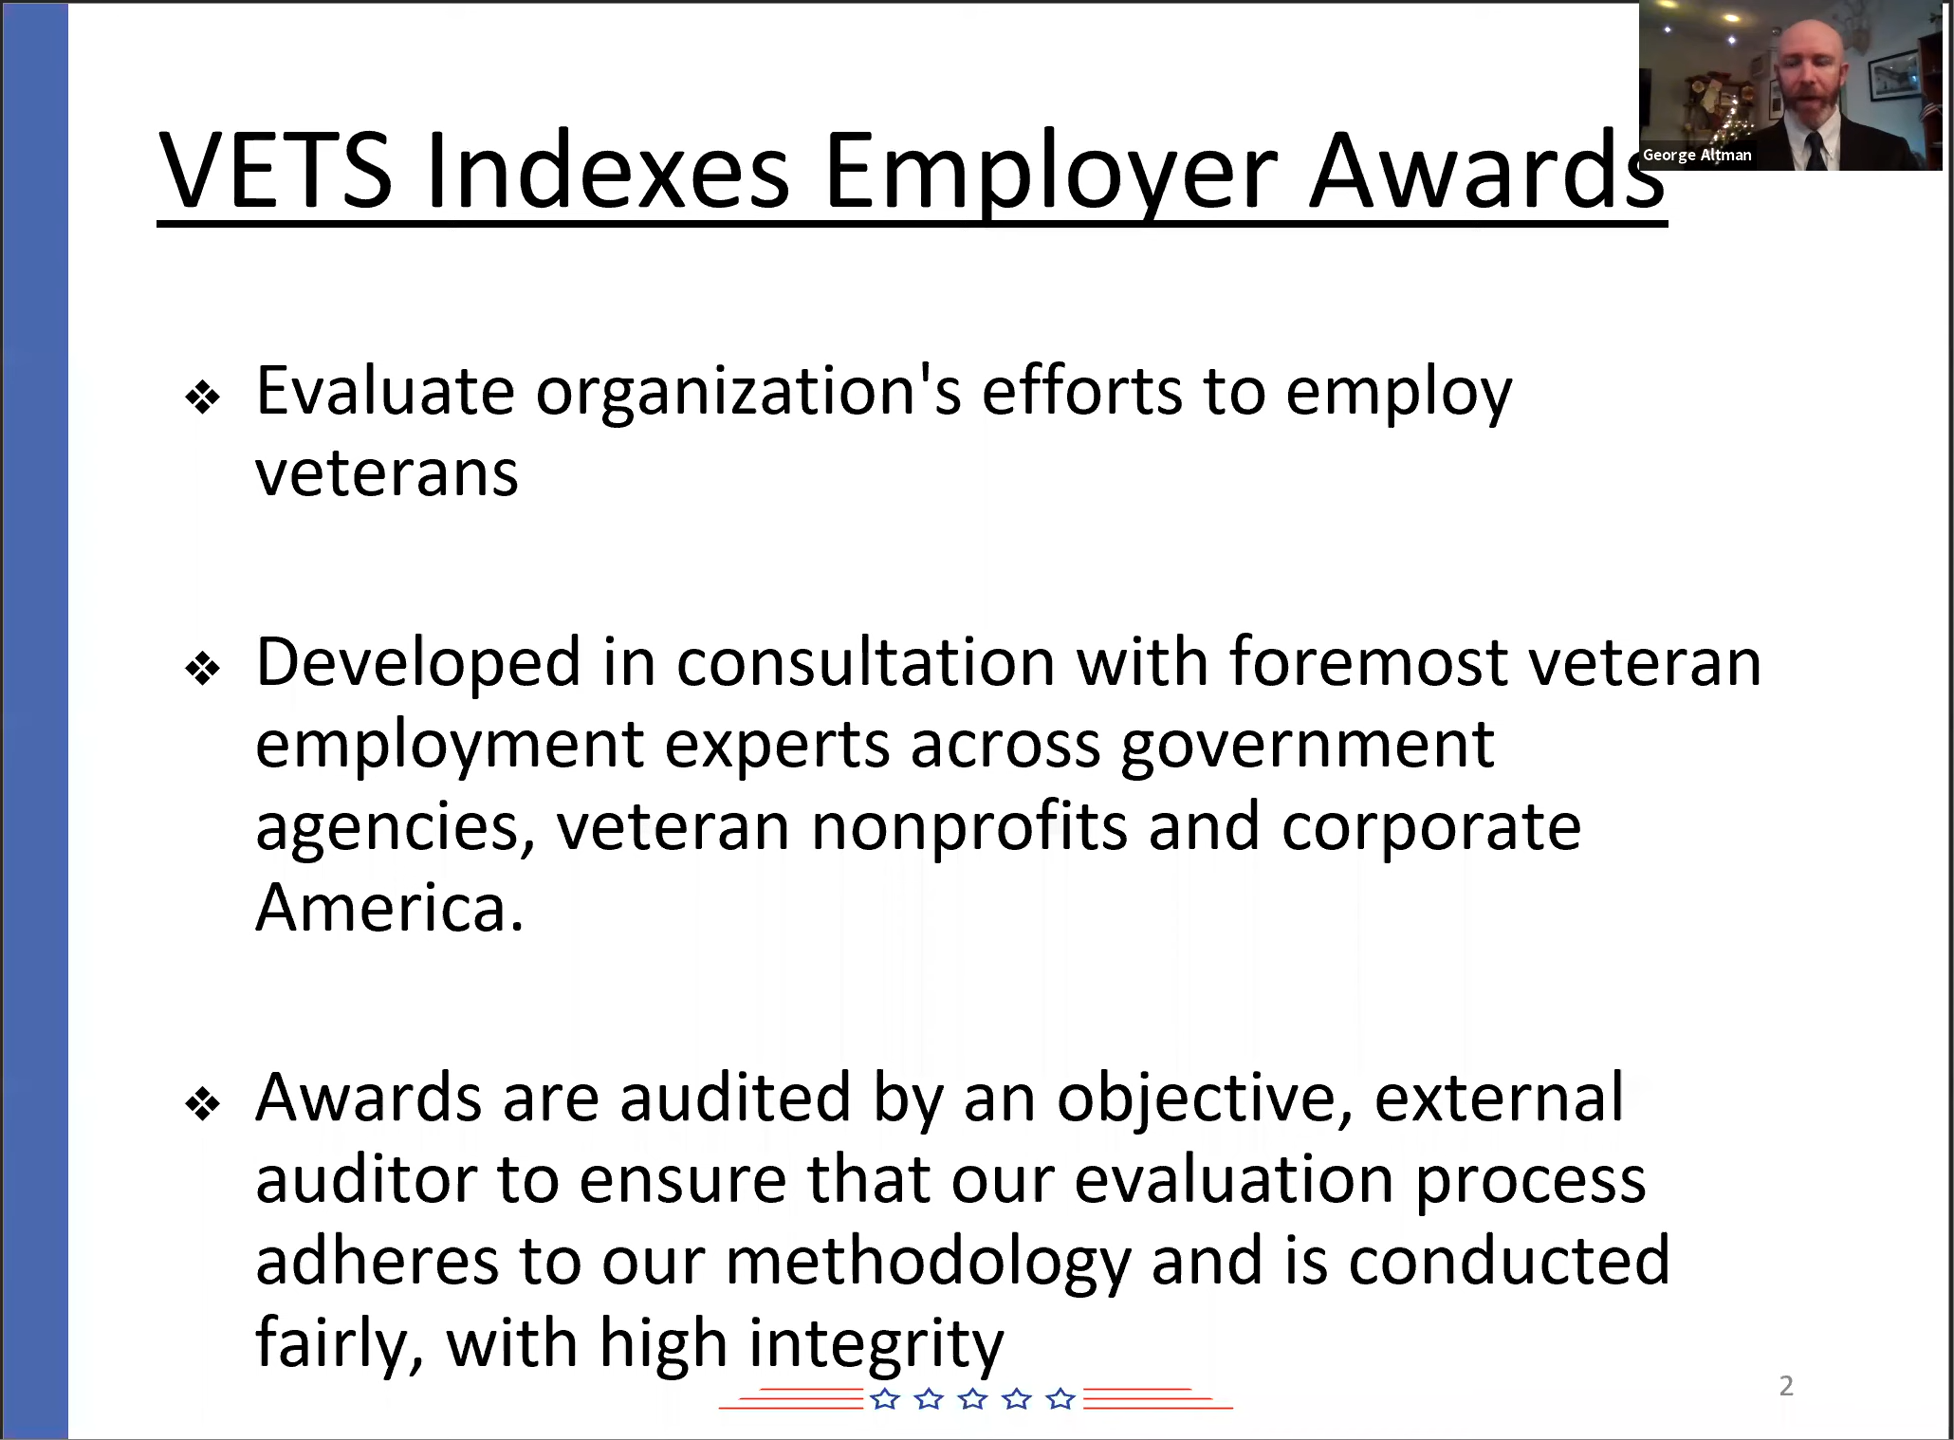 VETS Indexes Employer Awards
George Altman
❖ Evaluate organization's efforts to employ
veterans
❖ Developed in consultation with foremost veteran
employment experts across government
agencies, veteran nonprofits and corporate
America.
❖ Awards are audited by an objective, external
auditor to ensure that our evaluation process
adheres to our methodology and is conducted
fairly, with high integrity
2